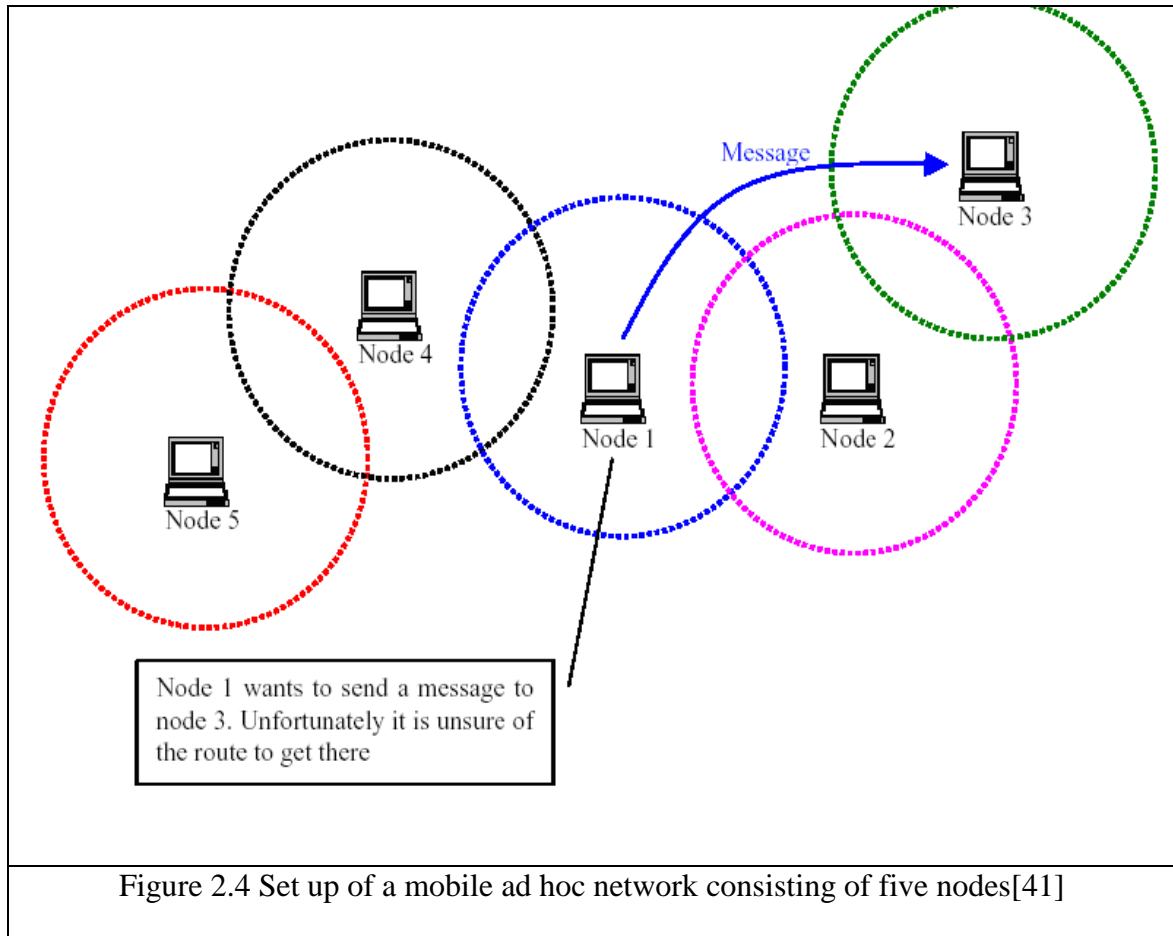 Message
Node 3
Node 4
Node 1
Node 2
Node 5
Node 1 wants to send a message to
node 3. Unfortunately it is unsure of
the route to get there
Figure 2.4 Set up of a mobile ad hoc network consisting of five nodes[41]